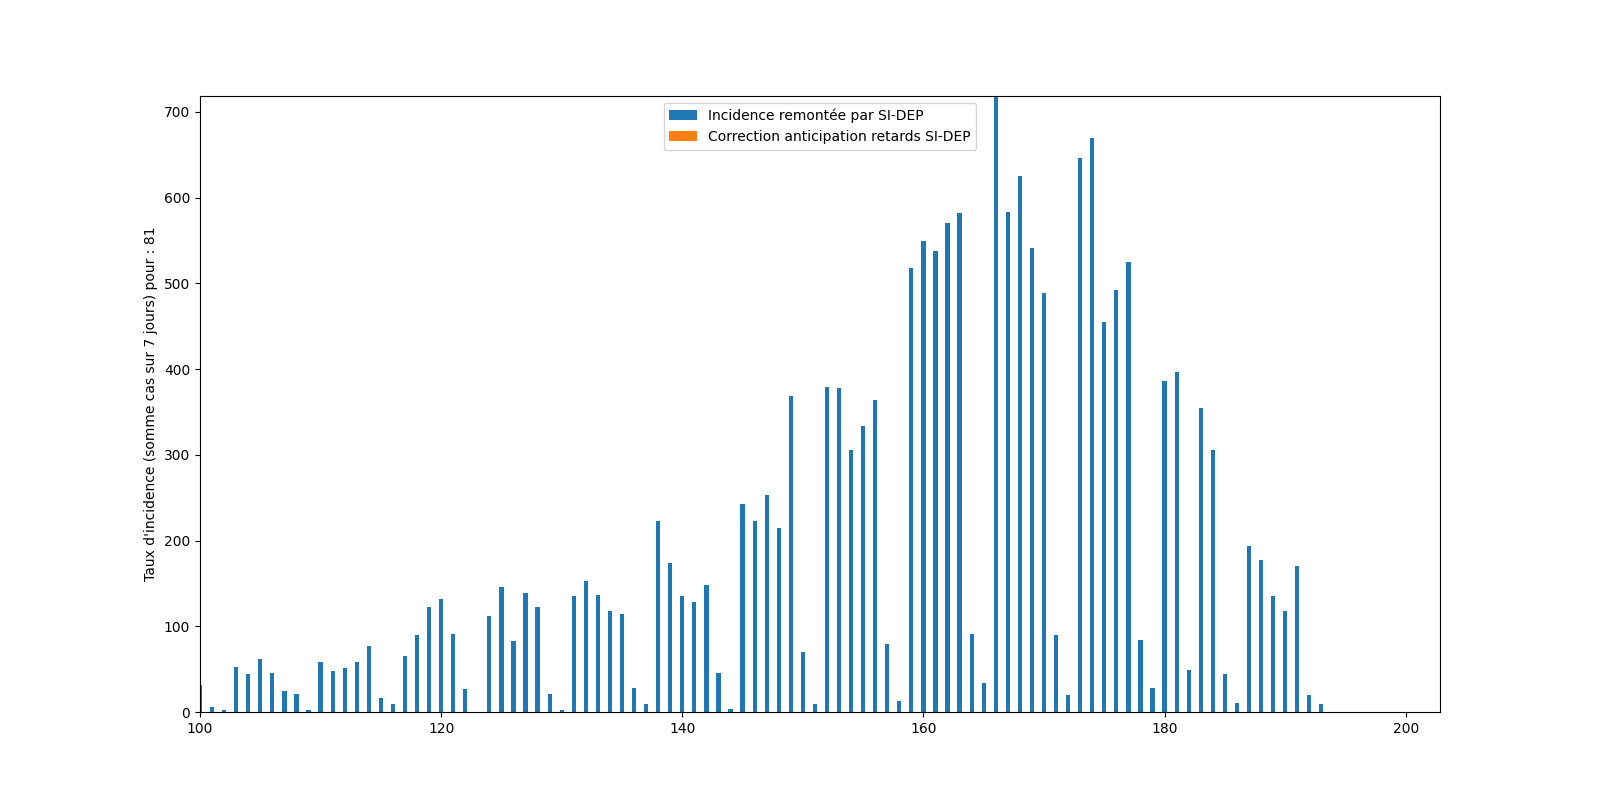 Incidence remontée par SI-DEP
Correction anticipation retards SI-DEP
Taux d'incidence (somme cas sur 7 jours) pour : 81
700
600
500
400
300
200
100
0
100 120 140 160 180 200